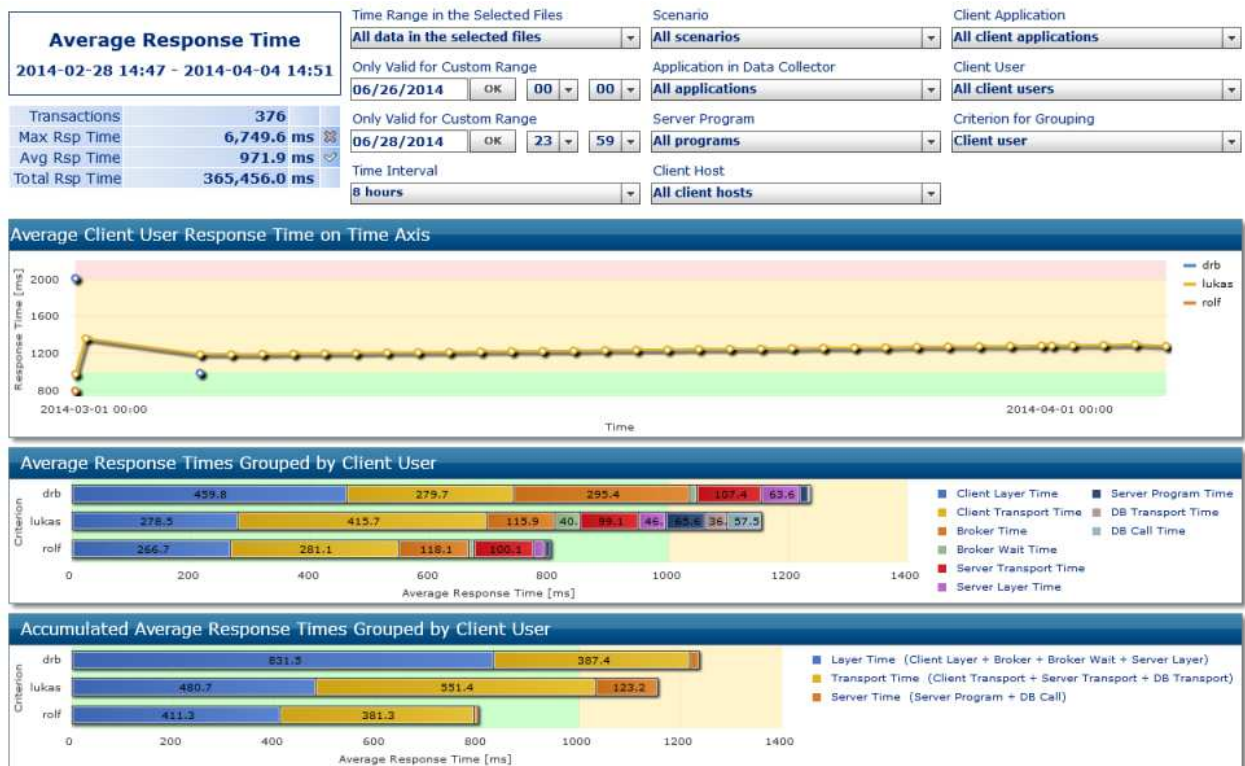 Average Response Time
2014-02-28 14:47 - 2014-04-04 14:51
Transactions 376
Max Rsp Time 6,749.6 ms
Avg Rsp Time 971.9 ms
Total Rsp Time 365,456.0 ms
Time Range in the Selected Files
All data in the selected files
Only Valid for Custom Range
06/26/2014 OK 00 00
Only Valid for Custom Range
06/28/2014 OK 23 59
Time Interval
8 hours
Scenario
All scenarios
Application in Data Collector
All applications
Server Program
All programs
Client Host
All client hosts
Client Application
All client applications
Client User
All client users
Criterion for Grouping
Client user
Average Client User Response Time on Time Axis
Response Time [ms]
2000
1600
1200
800
2014-03-01 00:00 2014-04-01 00:00
Time
drb
lukas
rolf
Average Response Times Grouped by Client User
Criterion
drb 459.8 279.7 295.4 107.4 63.6
lukas 278.5 415.7 115.9 40. 99.1 46. 65.6 36. 57.5
rolf 266.7 281.1 118.1 100.1
0 200 400 600 800 1000 1200 1400
Average Response Time [ms]
Client Layer Time
Client Transport Time
Broker Time
Broker Wait Time
Server Transport Time
Server Layer Time
Server Program Time
DB Transport Time
DB Call Time
Accumulated Average Response Times Grouped by Client User
Criterion
drb 831.5 387.4
lukas 480.7 551.4 123.2
rolf 411.3 381.3
0 200 400 600 800 1000 1200 1400
Average Response Time [ms]
Layer Time (Client Layer + Broker + Broker Wait + Server Layer)
Transport Time (Client Transport + Server Transport + DB Transport)
Server Time (Server Program + DB Call)